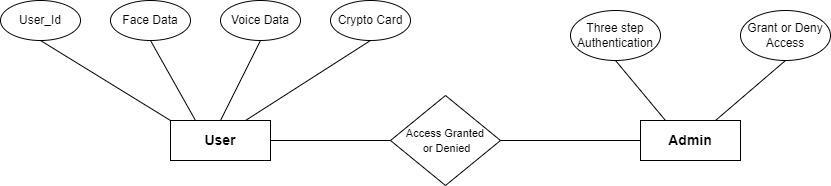 User_Id
Face Data
Voice Data
Crypto Card
Three step
Authentication
Grant or Deny
Access
User
Access Granted
or Denied
Admin